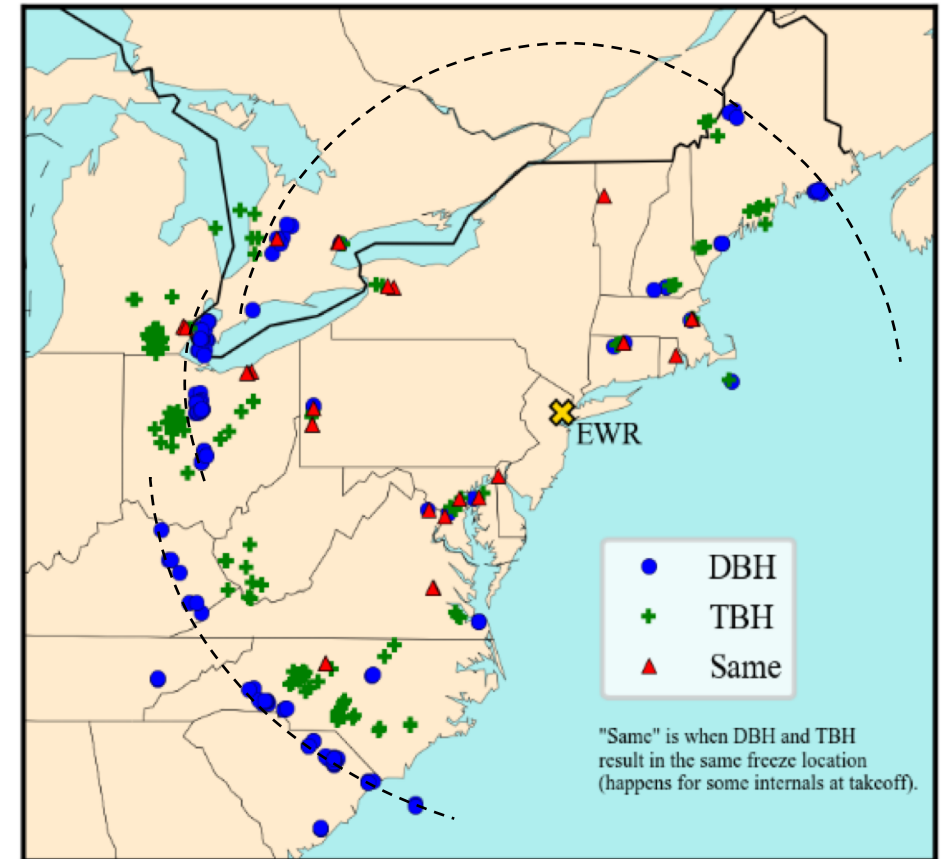 EWR
DBH
TBH
Same
"Same" is when DBH and TBH
result in the same freeze location
(happens for some internals at takeoff).